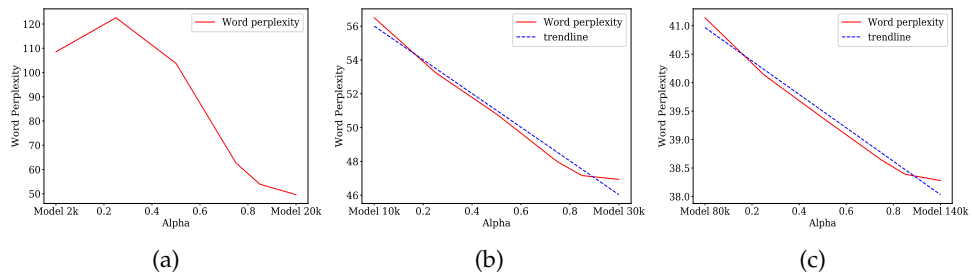 Word perplexity
120
110
100
90
80
70
60
50
Word Perplexity
Model 2k
0.2
0.4
0.6
0.8
Model 20k
Alpha
(a)
Word perplexity
trendline
56
54
52
50
48
46
Word Perplexity
Model 10k
0.2
0.4
0.6
0.8
Model 30k
Alpha
(b)
Word perplexity
trendline
41.0
40.5
40.0
39.5
39.0
38.5
38.0
Word Perplexity
Model 80k
0.2
0.4
0.6
0.8
Model 140k
Alpha
(c)